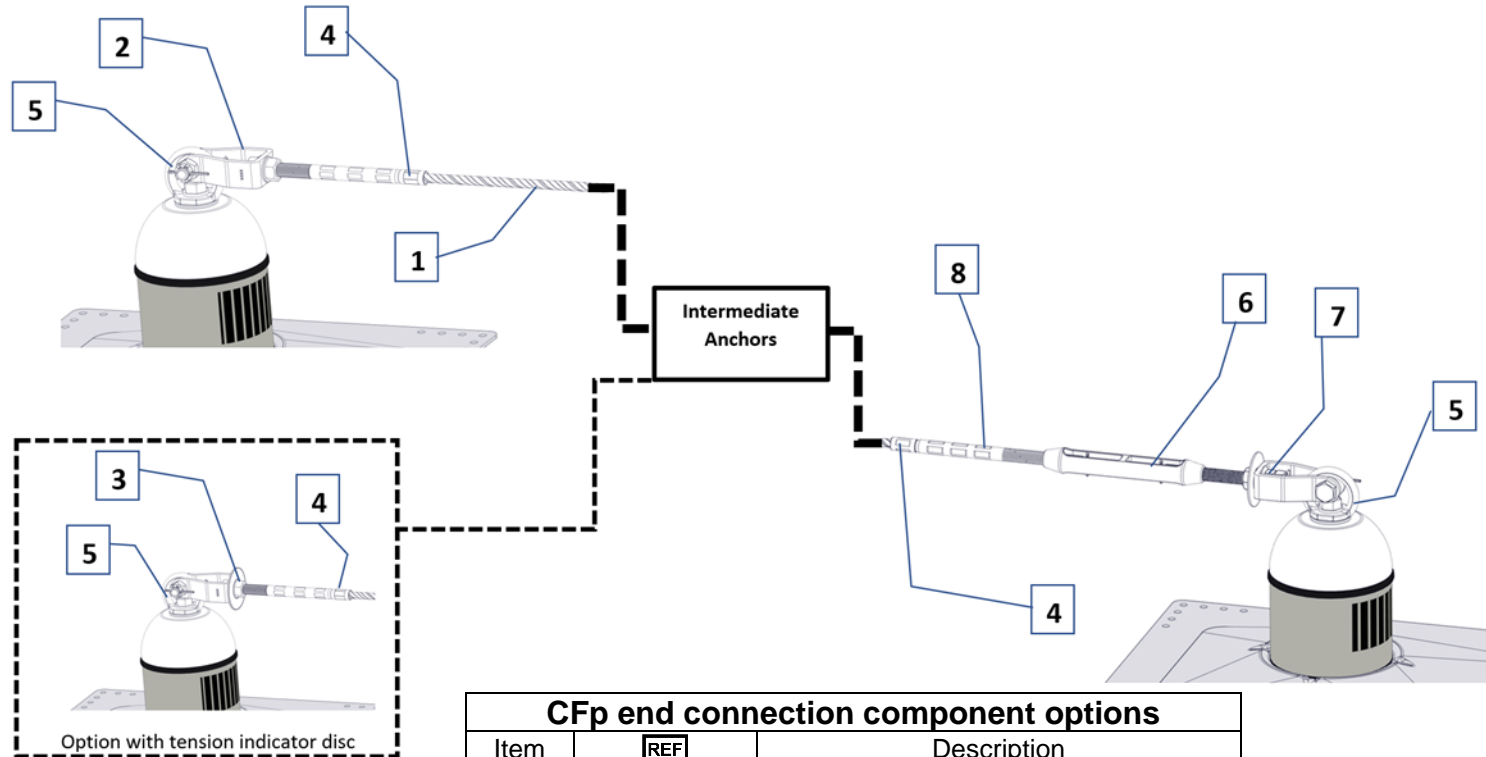 2
4
5
1
Intermediate
Anchors
8
6
7
5
4
3
4
5
Option with tension indicator disc
CFp end connection component options
Item REF Description